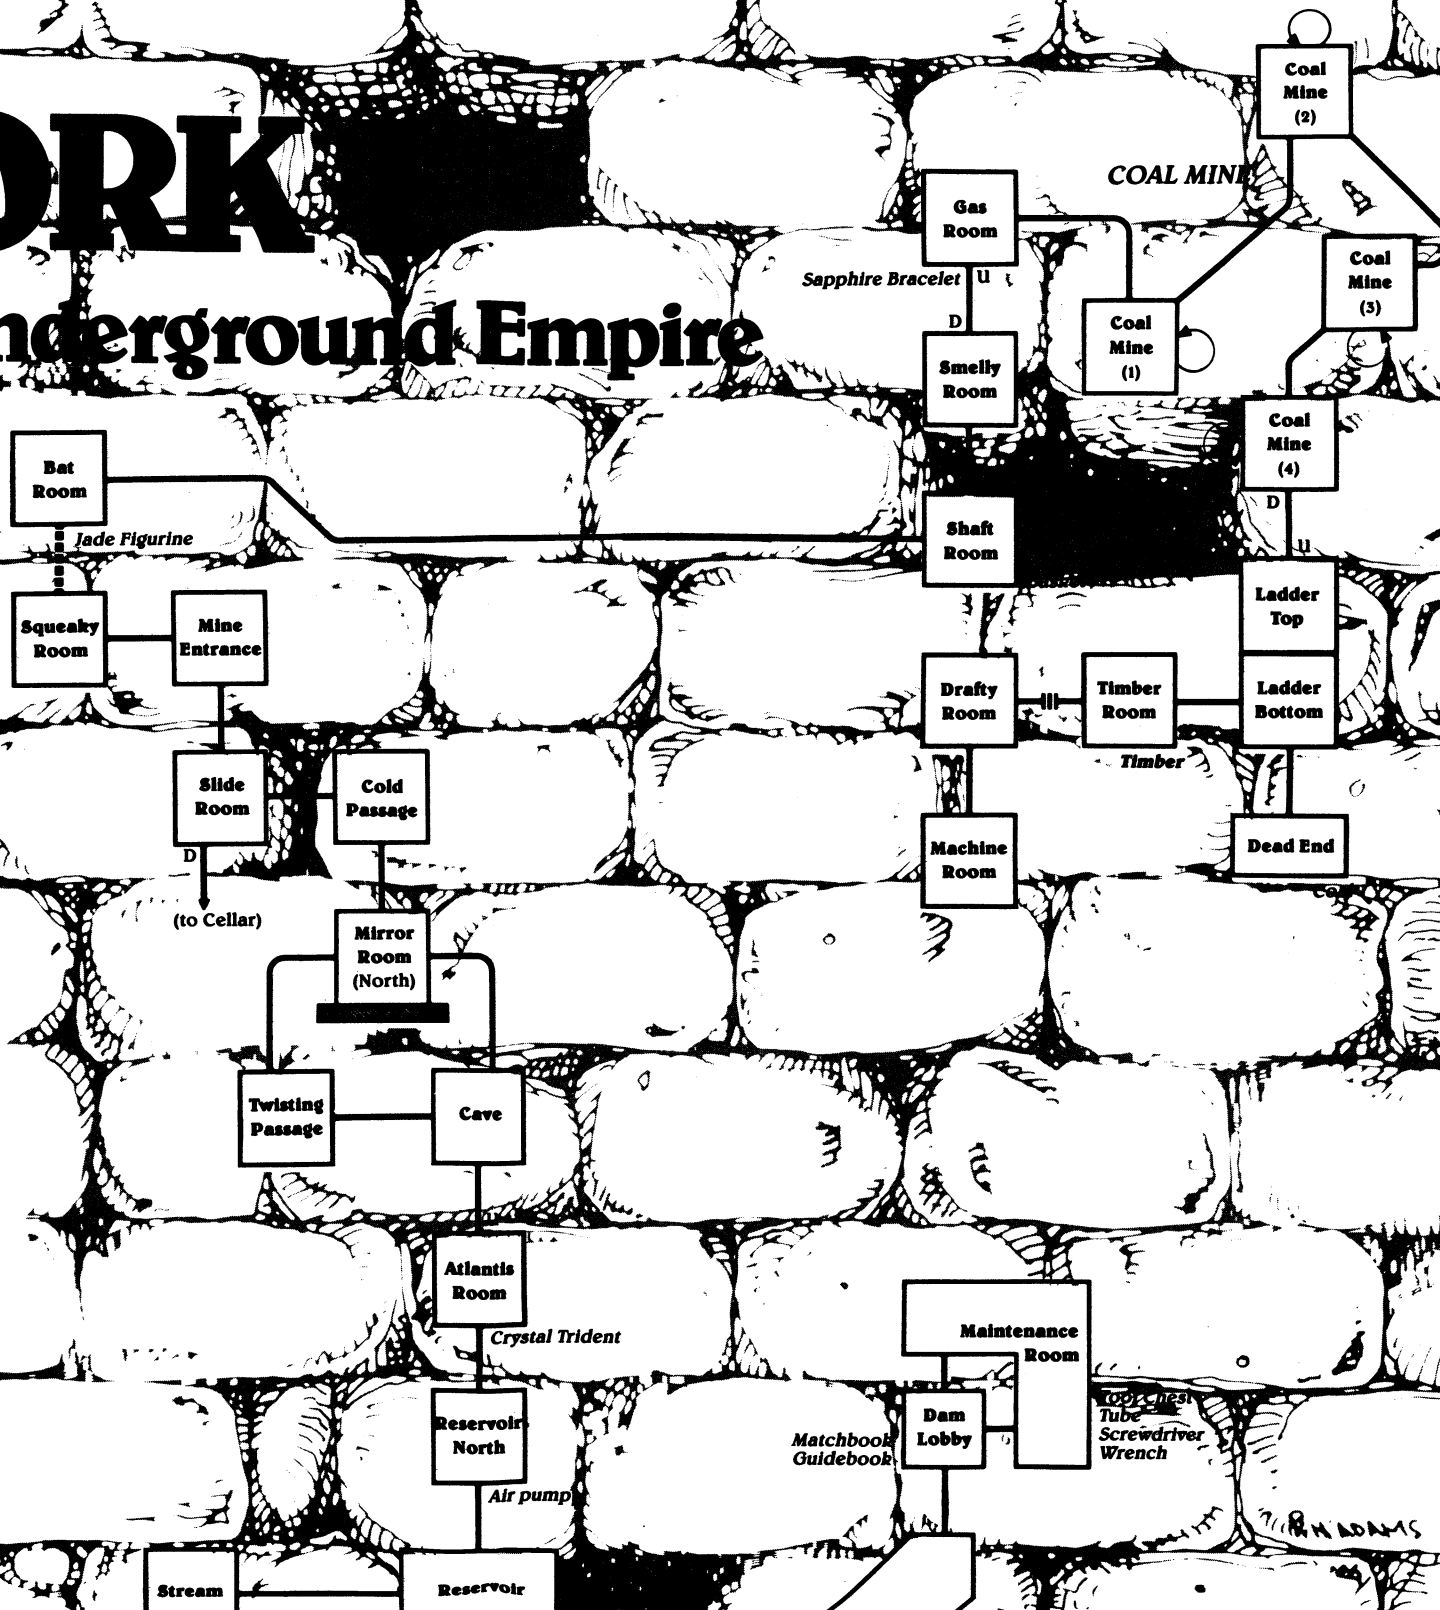 Coal
Mine
(2)
ORK
COAL MINE
Gas
Room
Coal
Mine
(3)
Sapphire Bracelet
U
D
nderground Empire
Coal
Mine
(1)
Smelly
Room
Coal
Mine
(4)
Bat
Room
D
Jade Figurine
Shaft
Room
U
Ladder
Top
Squeaky
Room
Mine
Entrance
Drafty
Room
Timber
Room
Ladder
Bottom
Timber
Slide
Room
Cold
Passage
Machine
Room
Dead End
D
(to Cellar)
Mirror
Room
(North)
Twisting
Passage
Cave
Atlantis
Room
Crystal Trident
Maintenance
Room
Reservoir
North
Dam
Lobby
Tool Chest
Tube
Screwdriver
Wrench
Matchbook
Guidebook
Air pump
Stream
Reservoir